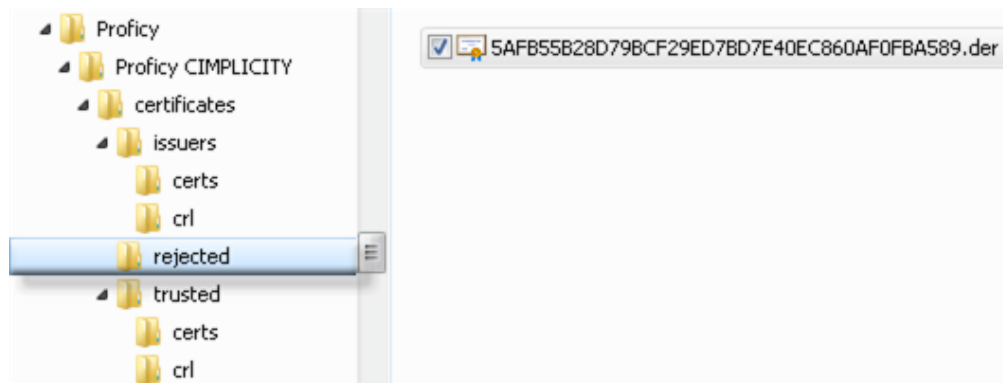 Proficy
Proficy CIMPLICITY
certificates
issuers
certs
crl
rejected
trusted
certs
crl
5AFB55B28D79BCF29ED7BD7E40EC860AF0FBA589.der